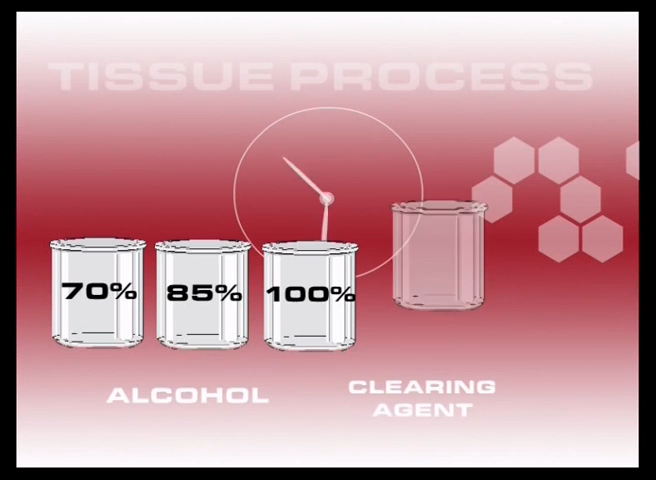 TISSUE PROCESS
70% 85% 100%
ALCOHOL
CLEARING
AGENT